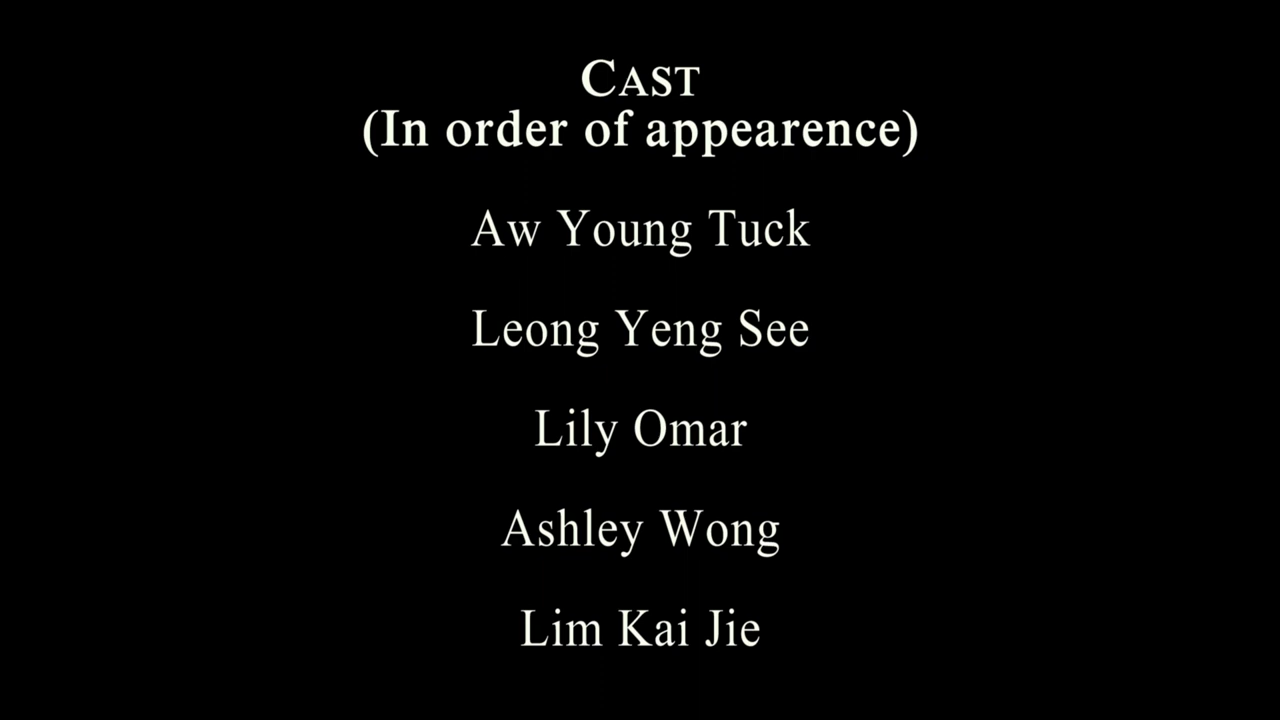 CAST
(In order of appearence)
Aw Young Tuck
Leong Yeng See
Lily Omar
Ashley Wong
Lim Kai Jie